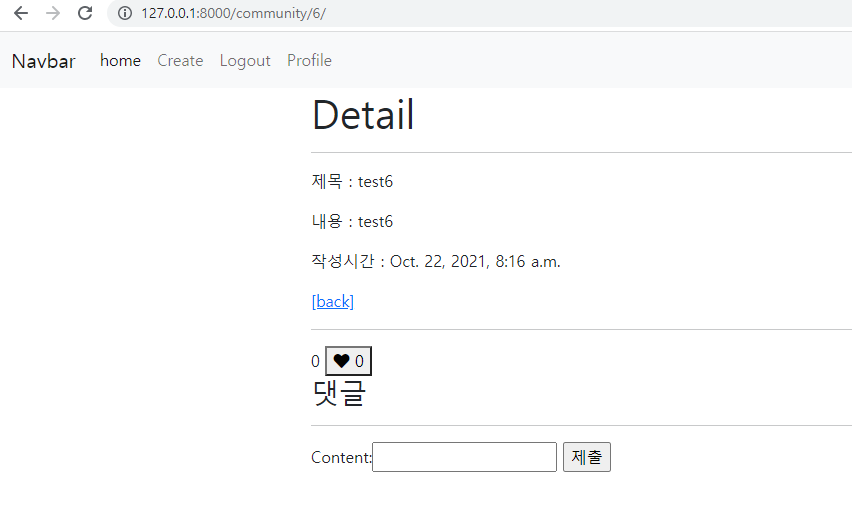 127.0.0.1:8000/community/6/
Navbar home Create Logout Profile
Detail
제목 : test6
내용 : test6
작성시간 : Oct. 22, 2021, 8:16 a.m.
[back]
0 ♥ 0
댓글
Content: 제출